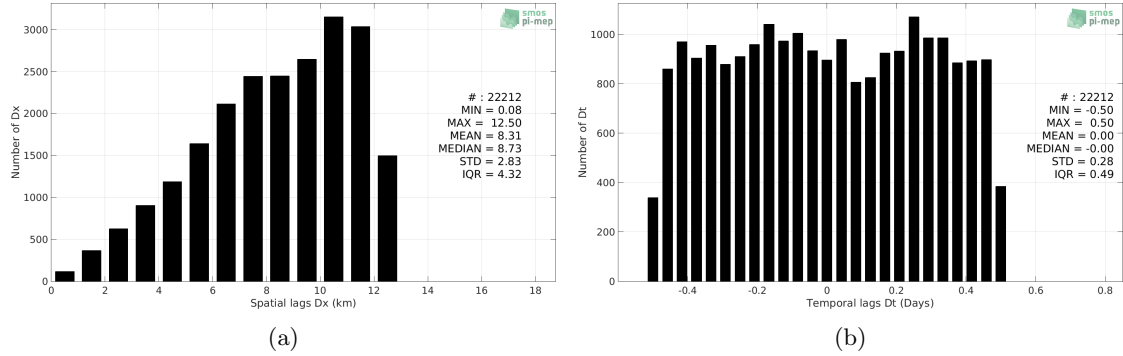 3000
2500
2000
1500
1000
500
0
Number of Dx
0 2 4 6 8 10 12 14 16 18
Spatial lags Dx (km)
smos
pi-mep
# : 22212
MIN = 0.08
MAX = 12.50
MEAN = 8.31
MEDIAN = 8.73
STD = 2.83
IQR = 4.32
(a)
1000
800
600
400
200
0
Number of Dt
-0.4 -0.2 0 0.2 0.4 0.6 0.8
Temporal lags Dt (Days)
smos
pi-mep
# : 22212
MIN = -0.50
MAX = 0.50
MEAN = 0.00
MEDIAN = -0.00
STD = 0.28
IQR = 0.49
(b)